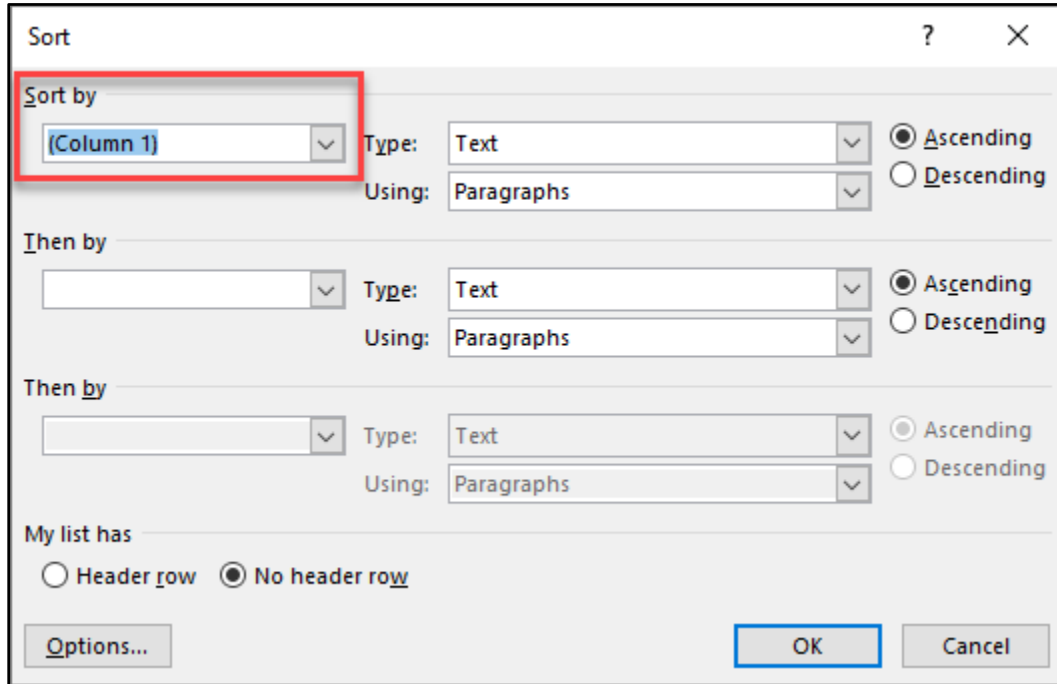 Sort ?
Sort by
(Column 1) Type: Text Ascending
Using: Paragraphs Descending
Then by
Type: Text Ascending
Using: Paragraphs Descending
Then by
Type: Text Ascending
Using: Paragraphs Descending
My list has
Header row No header row
Options... OK Cancel